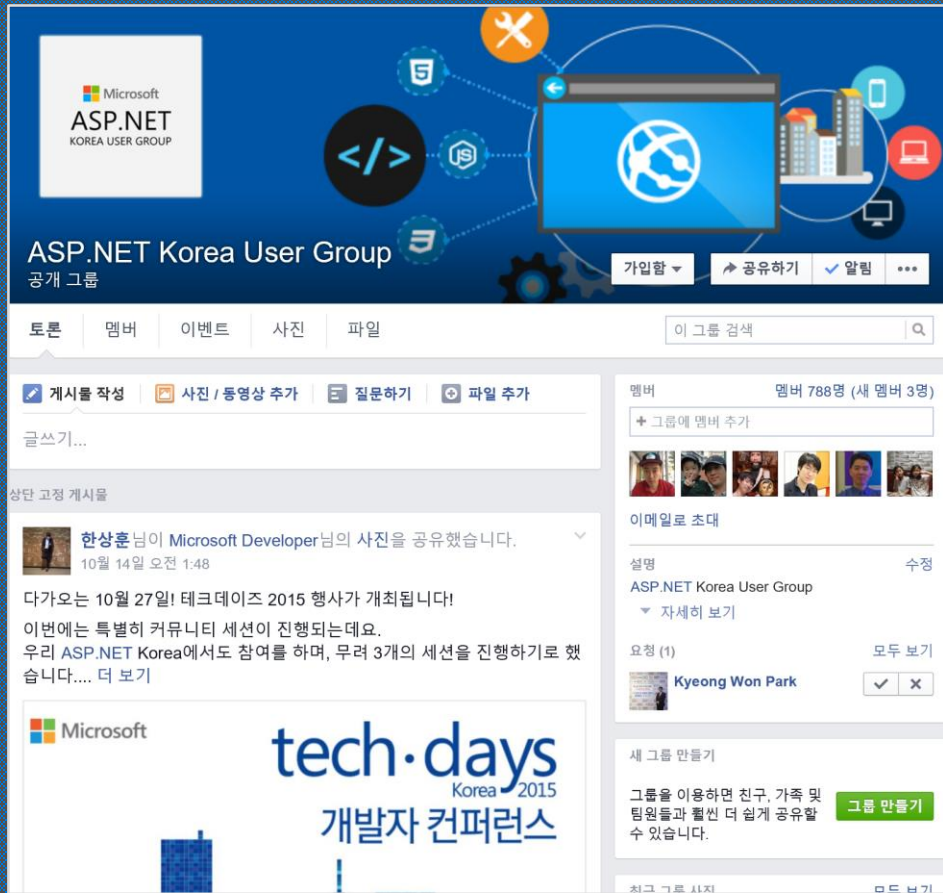 Microsoft
ASP.NET
KOREA USER GROUP
</>
JS
ASP.NET Korea User Group
공개 그룹
가입함
공유하기
알림
토론 멤버 이벤트 사진 파일
이 그룹 검색
게시물 작성 사진 / 동영상 추가 질문하기 파일 추가
글쓰기...
상단 고정 게시물
한상훈님이 Microsoft Developer님의 사진을 공유했습니다.
10월 14일 오전 1:48
다가오는 10월 27일! 테크데이즈 2015 행사가 개최됩니다!
이번에는 특별히 커뮤니티 세션이 진행되는데요.
우리 ASP.NET Korea에서도 참여를 하며, 무려 3개의 세션을 진행하기로 했
습니다.... 더 보기
Microsoft
tech·days
Korea 2015
개발자 컨퍼런스
멤버 멤버 788명 (새 멤버 3명)
+ 그룹에 멤버 추가
이메일로 초대
설명 수정
ASP.NET Korea User Group
자세히 보기
요청 (1) 모두 보기
Kyeong Won Park
새 그룹 만들기
그룹을 이용하면 친구, 가족 및
팀원들과 훨씬 더 쉽게 공유할
수 있습니다.
그룹 만들기
최근 그룹 사진 모두 보기